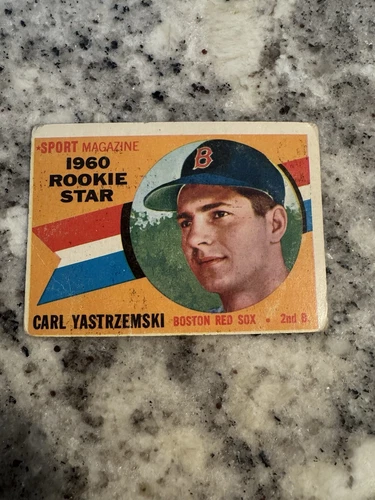 •SPORT MAGAZINE
1960
ROOKIE
STAR
B
CARL YASTRZEMSKI BOSTON RED SOX • 2nd B.